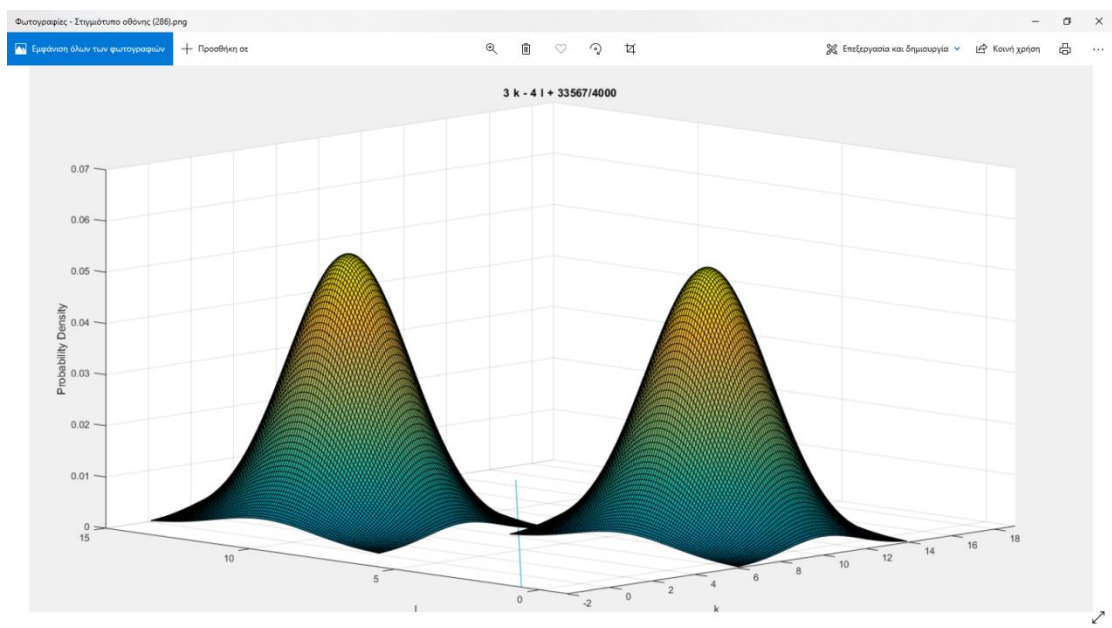 Φωτογραφίες - Στιγμιότυπο οθόνης (286).png
Εμφάνιση όλων των φωτογραφιών
Προσθήκη σε
Επεξεργασία και δημιουργία
Κοινή χρήση
3 k - 4 l + 33567/4000
0.07
0.06
0.05
0.04
0.03
0.02
0.01
0
Probability Density
15
10
5
0
l
-2
0
2
4
6
8
10
12
14
16
18
k